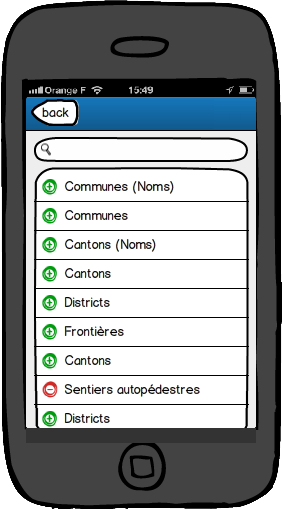 Orange F 15:49
back
Communes (Noms)
Communes
Cantons (Noms)
Cantons
Districts
Frontières
Cantons
Sentiers autopédestres
Districts